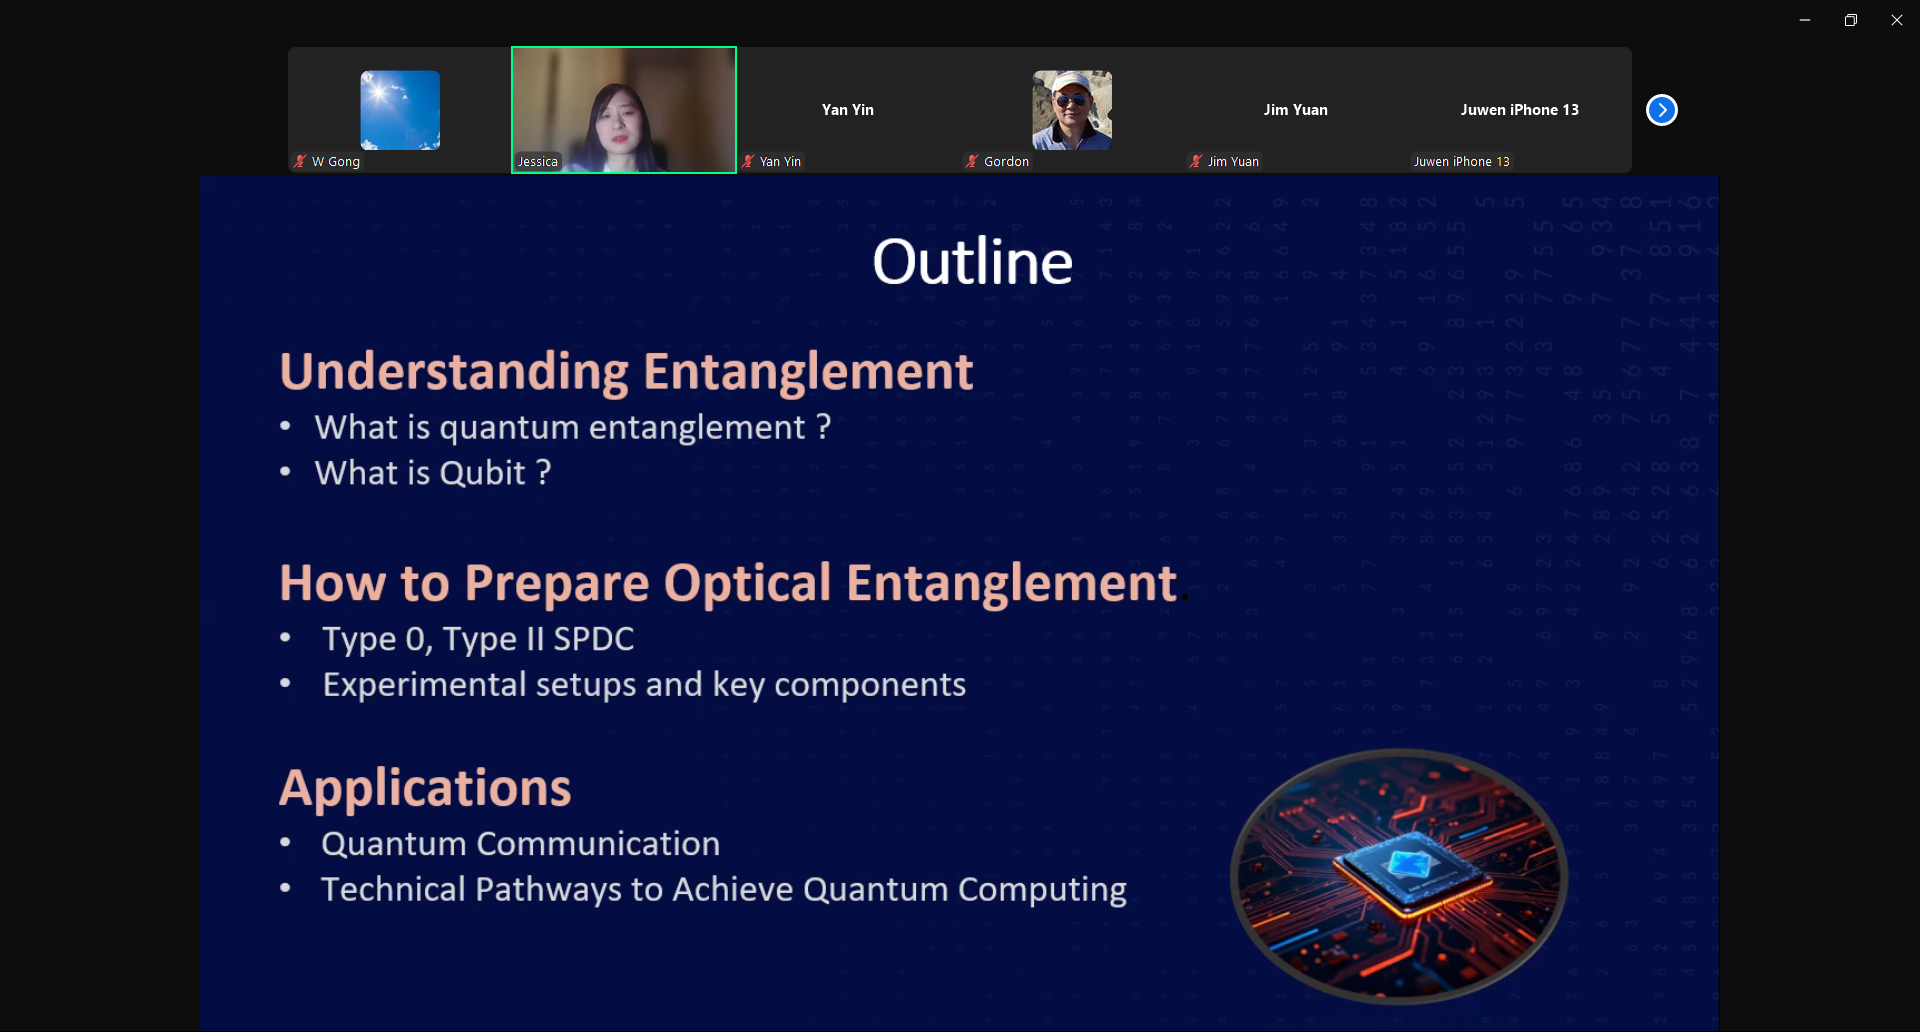 Yan Yin
Jim Yuan
Juwen iPhone 13
W Gong
Jessica
Yan Yin
Gordon
Jim Yuan
Juwen iPhone 13
Outline
Understanding Entanglement
• What is quantum entanglement ?
• What is Qubit ?
How to Prepare Optical Entanglement.
• Type 0, Type II SPDC
• Experimental setups and key components
Applications
• Quantum Communication
• Technical Pathways to Achieve Quantum Computing